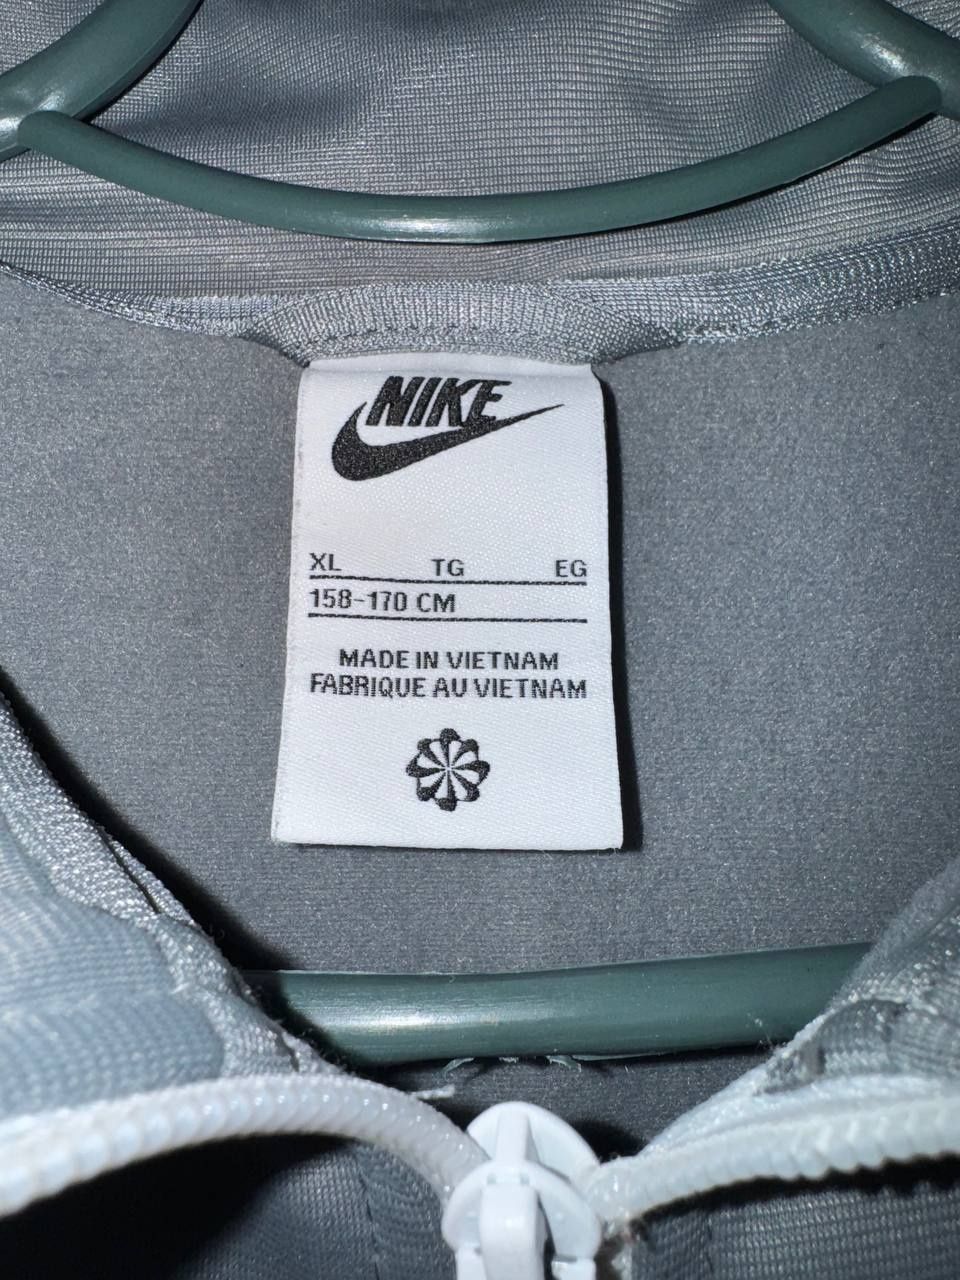 NIKE
XL TG EG
158-170 CM
MADE IN VIETNAM
FABRIQUE AU VIETNAM